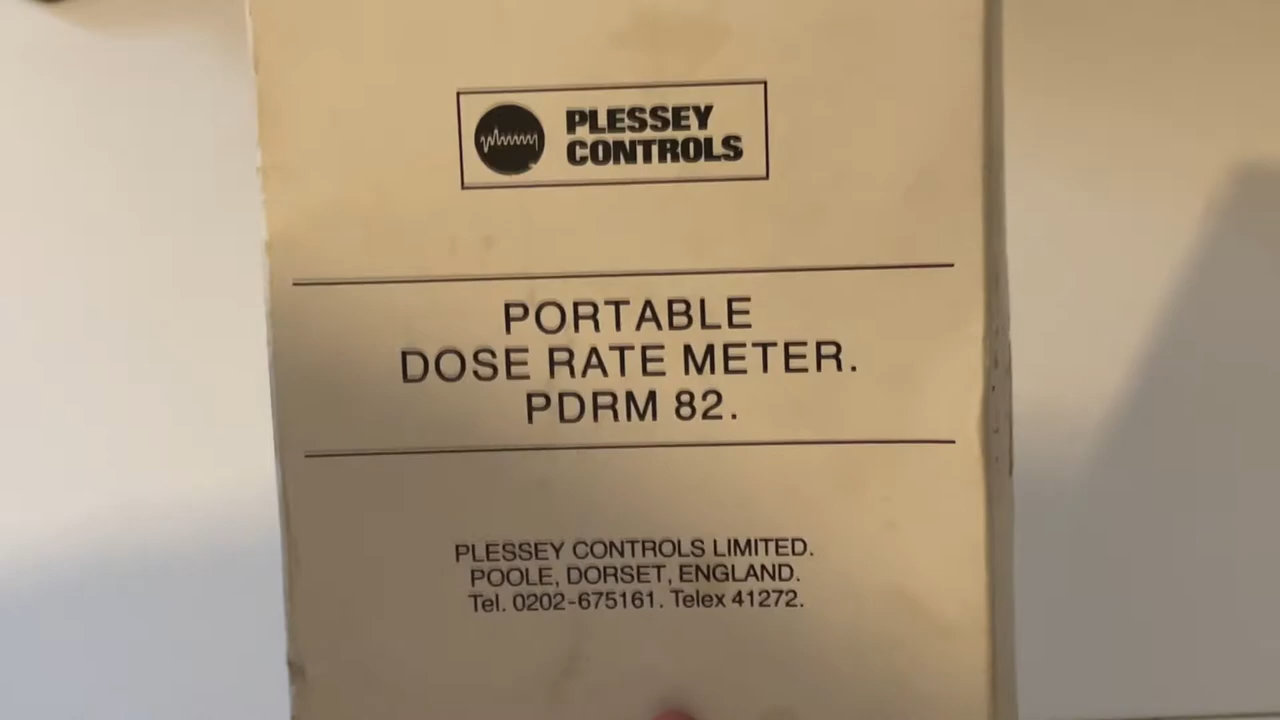 PLESSEY
CONTROLS
PORTABLE
DOSE RATE METER.
PDRM 82.
PLESSEY CONTROLS LIMITED.
POOLE, DORSET, ENGLAND.
Tel. 0202-675161. Telex 41272.